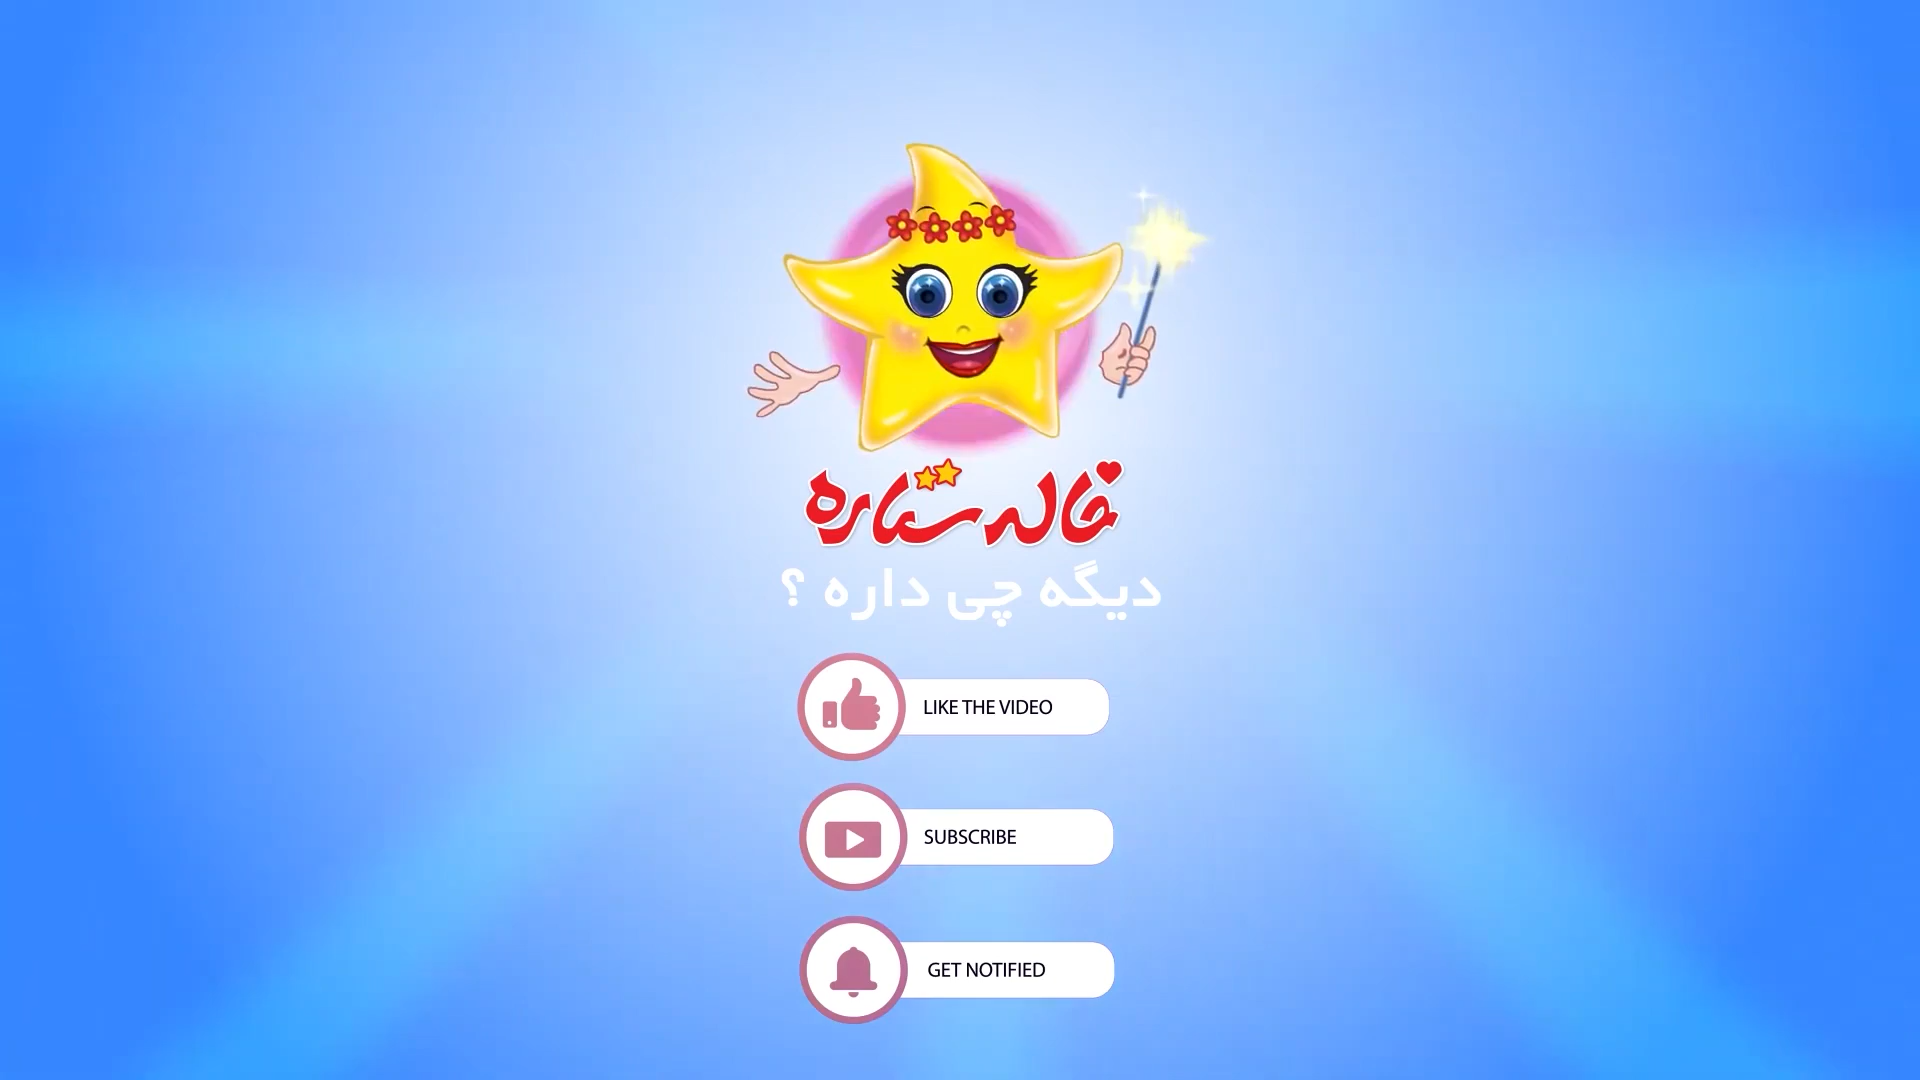 خاله ستاره
دیگه چی داره ؟
LIKE THE VIDEO
SUBSCRIBE
GET NOTIFIED